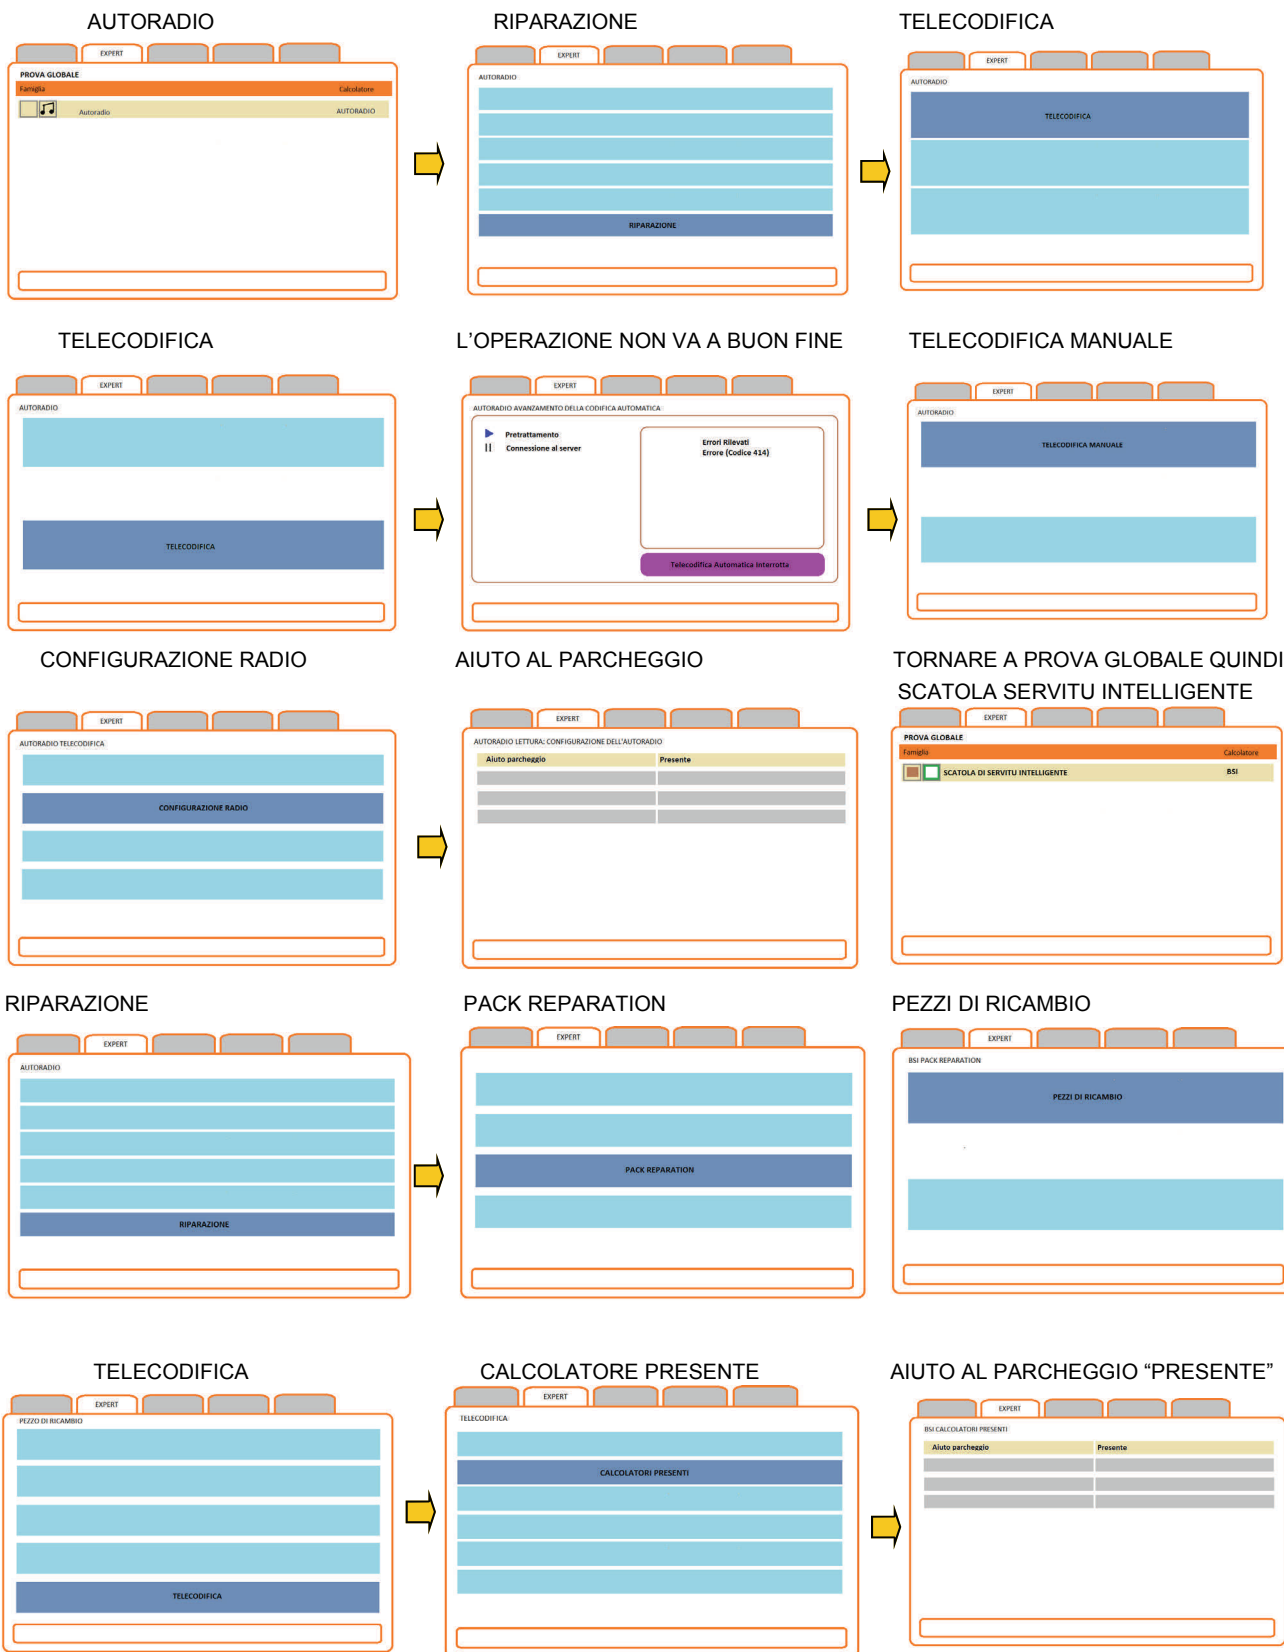 AUTORADIO
EXPERT
PROVA GLOBALE
Famiglia Calcolatore
Autoradio AUTORADIO
RIPARAZIONE
EXPERT
AUTORADIO
RIPARAZIONE
TELECODIFICA
EXPERT
AUTORADIO
TELECODIFICA
TELECODIFICA
EXPERT
AUTORADIO
TELECODIFICA
L'OPERAZIONE NON VA A BUON FINE
EXPERT
AUTORADIO AVANZAMENTO DELLA CODIFICA AUTOMATICA
Pretrattamento
Connessione al server
Errori Rilevati
Errore (Codice 414)
Telecodifica Automatica Interrotta
TELECODIFICA MANUALE
EXPERT
AUTORADIO
TELECODIFICA MANUALE
CONFIGURAZIONE RADIO
EXPERT
AUTORADIO TELECODIFICA
CONFIGURAZIONE RADIO
AIUTO AL PARCHEGGIO
EXPERT
AUTORADIO LETTURA: CONFIGURAZIONE DELL'AUTORADIO
Aiuto parcheggio Presente
TORNARE A PROVA GLOBALE QUINDI
SCATOLA SERVITU INTELLIGENTE
EXPERT
PROVA GLOBALE
Famiglia Calcolatore
SCATOLA DI SERVITU INTELLIGENTE BSI
RIPARAZIONE
EXPERT
AUTORADIO
RIPARAZIONE
PACK REPARATION
EXPERT
PACK REPARATION
PEZZI DI RICAMBIO
EXPERT
BSI PACK REPARATION
PEZZI DI RICAMBIO
TELECODIFICA
EXPERT
PEZZO DI RICAMBIO
TELECODIFICA
CALCOLATORE PRESENTE
EXPERT
TELECODIFICA
CALCOLATORI PRESENTI
AIUTO AL PARCHEGGIO “PRESENTE”
EXPERT
BSI CALCOLATORI PRESENTI
Aiuto parcheggio Presente